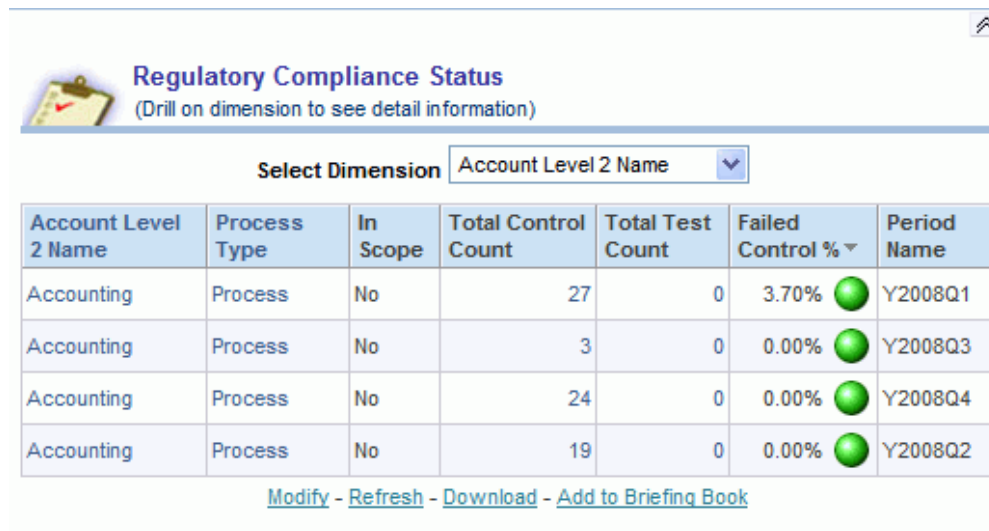 Regulatory Compliance Status
(Drill on dimension to see detail information)
Select Dimension Account Level 2 Name
Account Level 2 Name Process Type In Scope Total Control Count Total Test Count Failed Control % Period Name
Accounting Process No 27 0 3.70% Y2008Q1
Accounting Process No 3 0 0.00% Y2008Q3
Accounting Process No 24 0 0.00% Y2008Q4
Accounting Process No 19 0 0.00% Y2008Q2
Modify - Refresh - Download - Add to Briefing Book